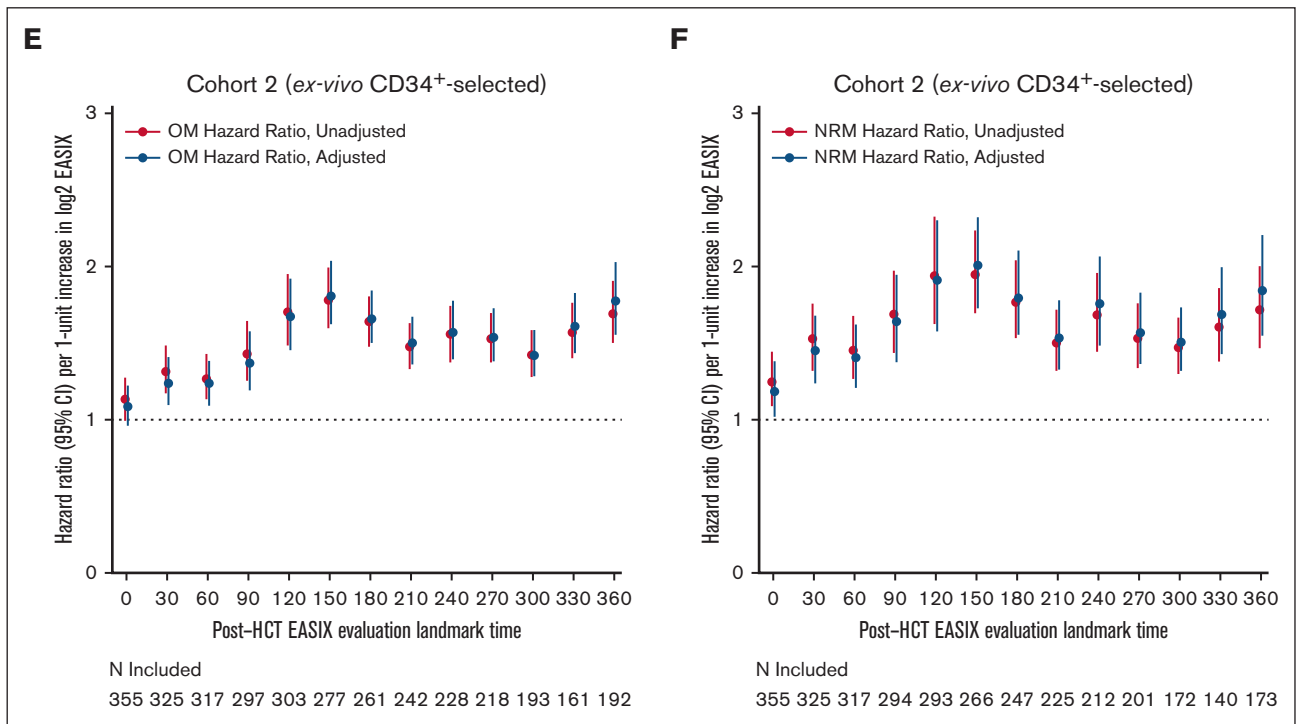 E
Cohort 2 (ex-vivo CD34+-selected)
Hazard ratio (95% CI) per 1-unit increase in log2 EASIX
3
2
1
0
OM Hazard Ratio, Unadjusted
OM Hazard Ratio, Adjusted
0 30 60 90 120 150 180 210 240 270 300 330 360
Post–HCT EASIX evaluation landmark time
N Included
355 325 317 297 303 277 261 242 228 218 193 161 192
F
Cohort 2 (ex-vivo CD34+-selected)
Hazard ratio (95% CI) per 1-unit increase in log2 EASIX
3
2
1
0
NRM Hazard Ratio, Unadjusted
NRM Hazard Ratio, Adjusted
0 30 60 90 120 150 180 210 240 270 300 330 360
Post–HCT EASIX evaluation landmark time
N Included
355 325 317 294 293 266 247 225 212 201 172 140 173